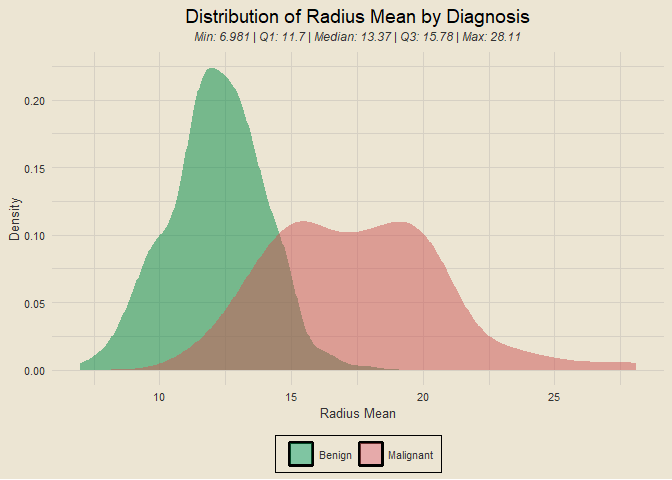 Distribution of Radius Mean by Diagnosis
Min: 6.981 | Q1: 11.7 | Median: 13.37 | Q3: 15.78 | Max: 28.11
0.20
0.15
0.10
0.05
0.00
Density
10 15 20 25
Radius Mean
Benign Malignant